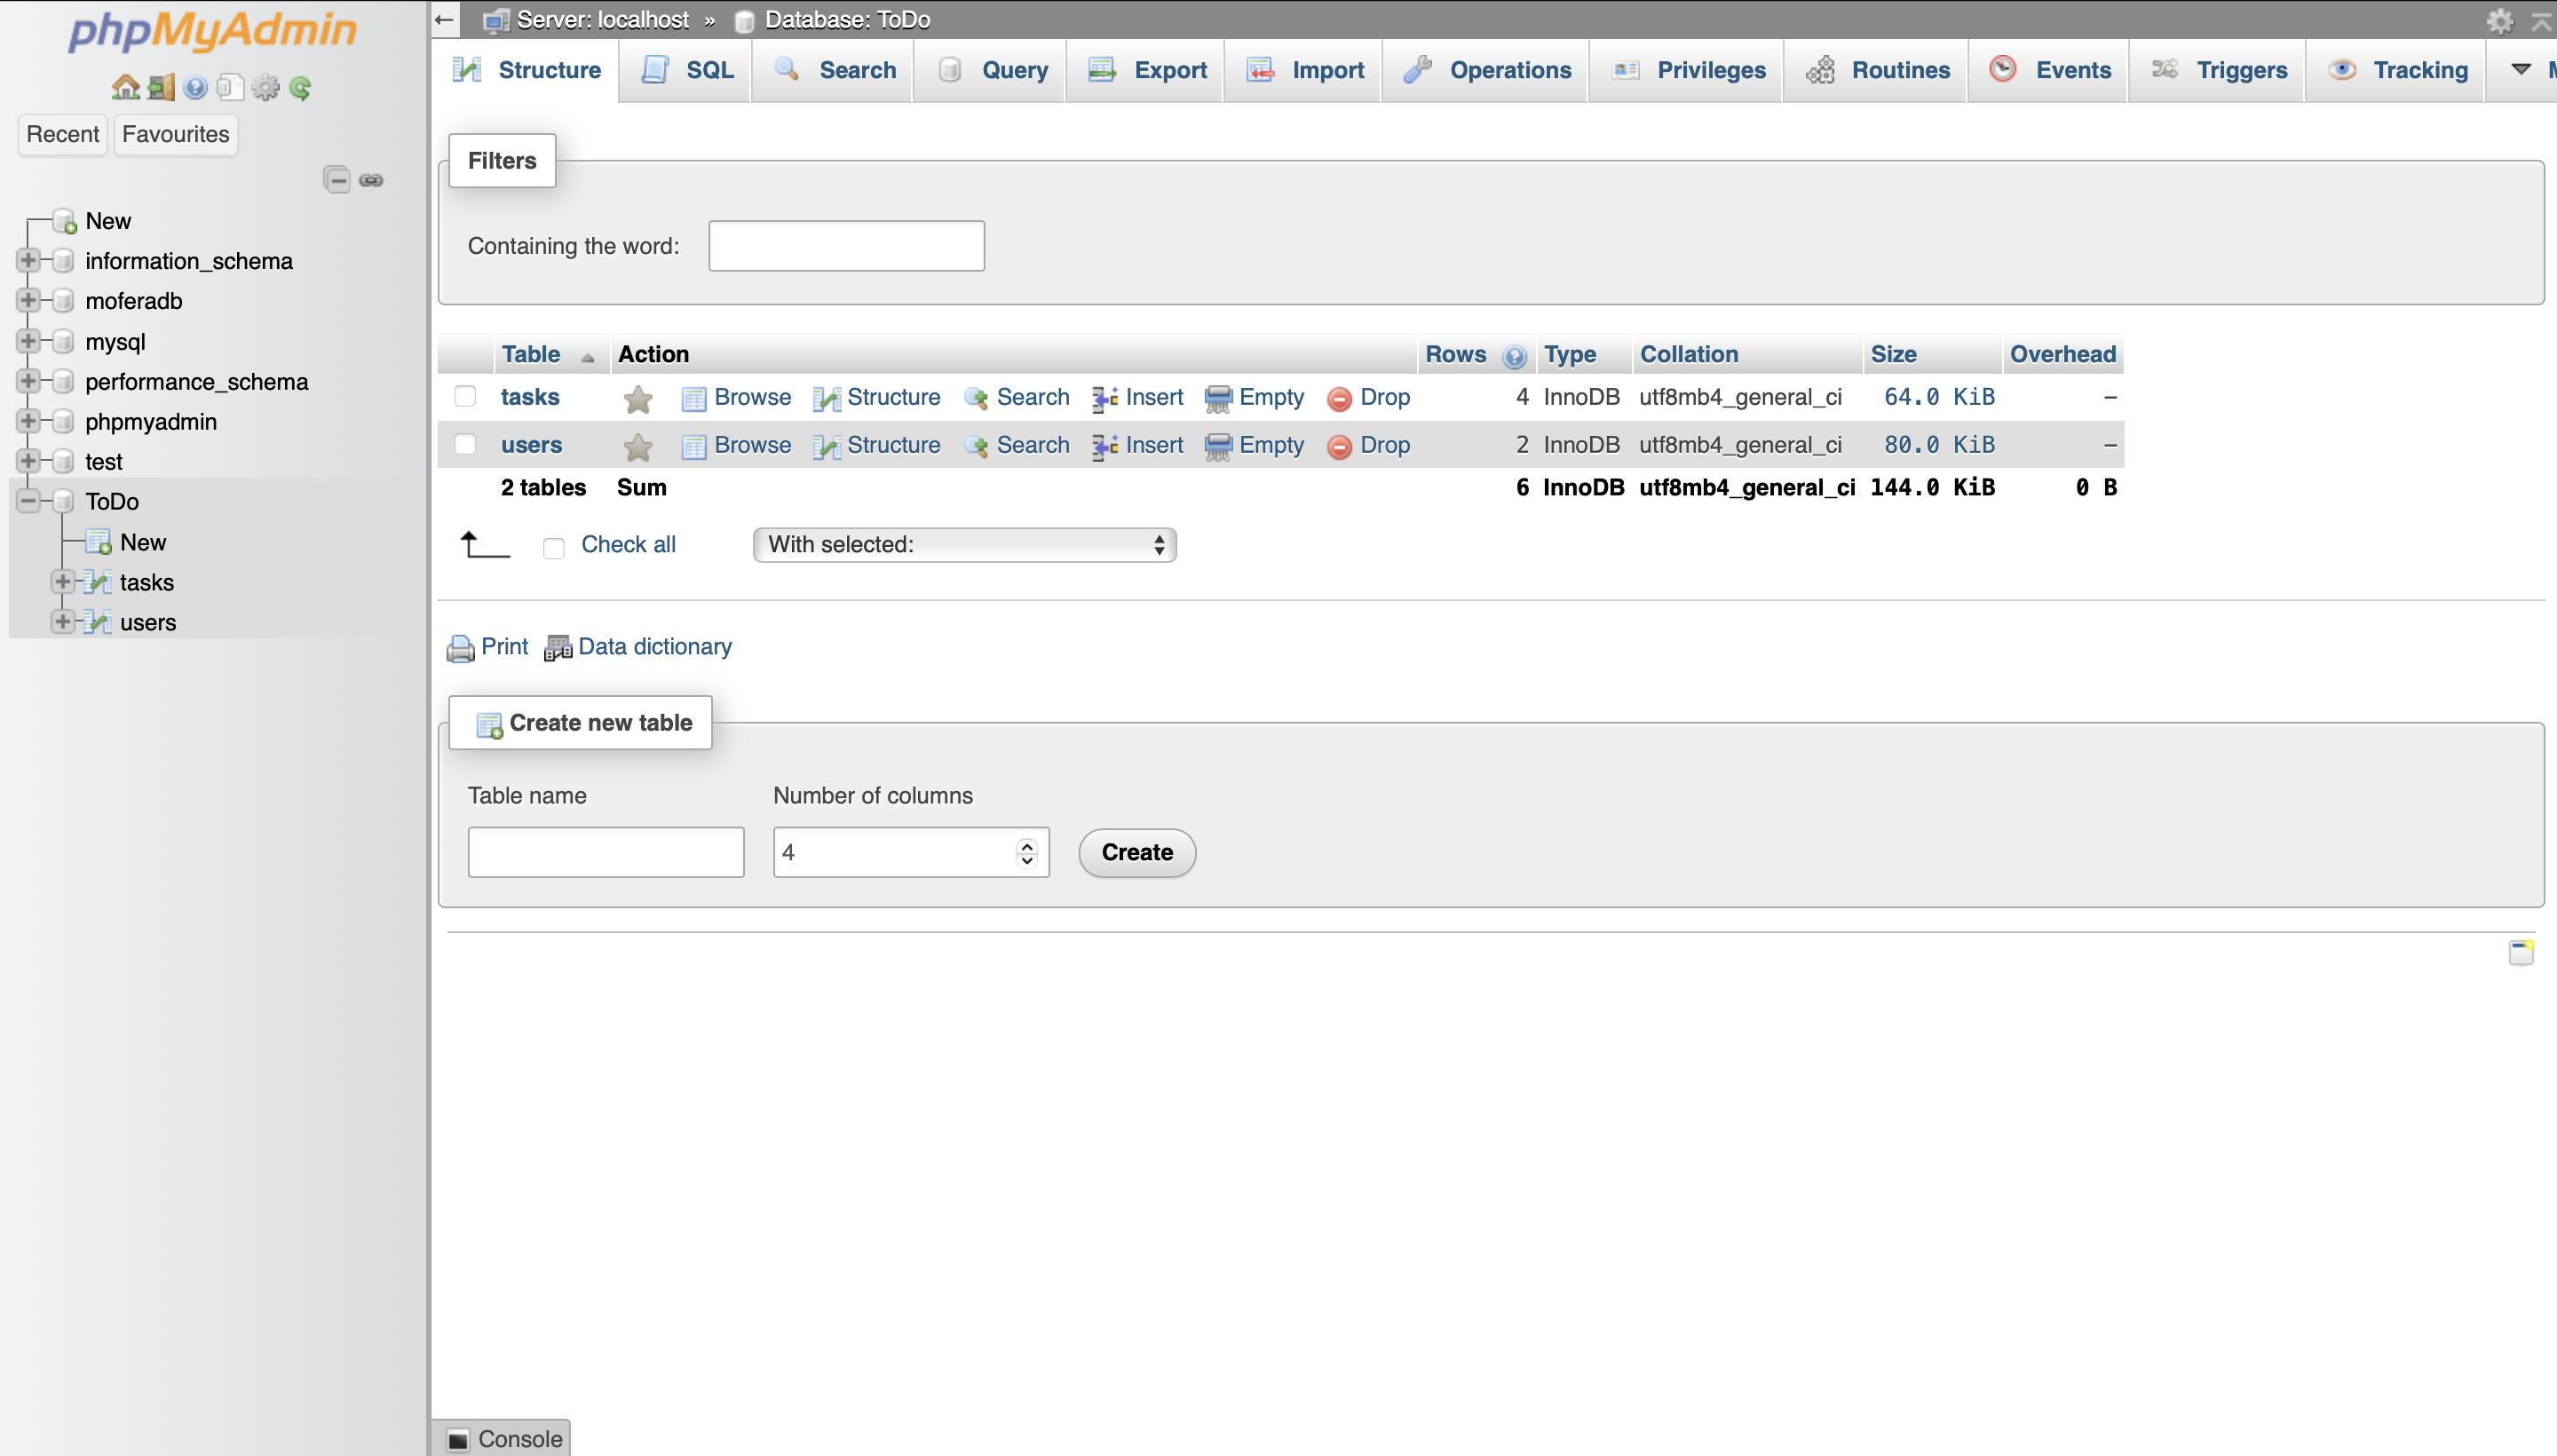 phpMyAdmin
Recent Favourites
New
information_schema
moferadb
mysql
performance_schema
phpmyadmin
test
ToDo
New
tasks
users
Server: localhost » Database: ToDo
Structure SQL Search Query Export Import Operations Privileges Routines Events Triggers Tracking
Filters
Containing the word:
Table Action Rows Type Collation Size Overhead
tasks Browse Structure Search Insert Empty Drop 4 InnoDB utf8mb4_general_ci 64.0 KiB –
users Browse Structure Search Insert Empty Drop 2 InnoDB utf8mb4_general_ci 80.0 KiB –
2 tables Sum 6 InnoDB utf8mb4_general_ci 144.0 KiB 0 B
Check all With selected:
Print Data dictionary
Create new table
Table name Number of columns
4 Create
Console